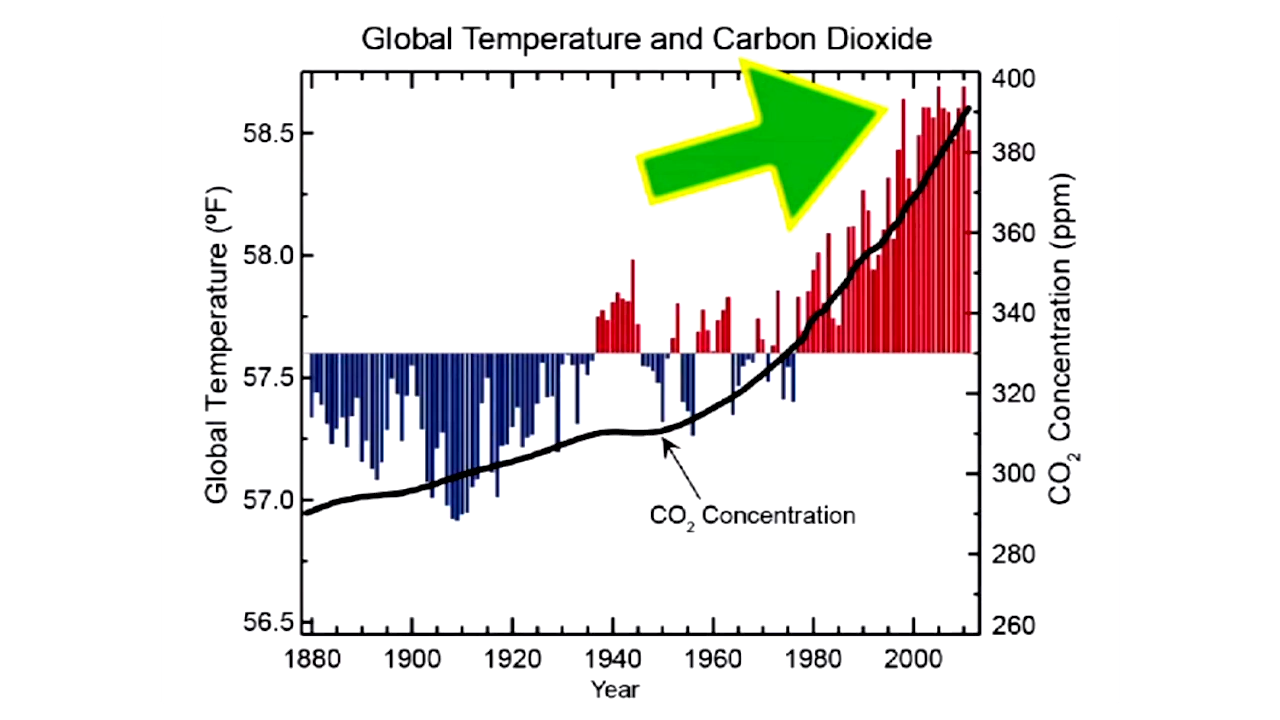 Global Temperature and Carbon Dioxide
Global Temperature (ºF)
58.5
58.0
57.5
57.0
56.5
400
380
360
340
320
300
280
260
CO₂ Concentration (ppm)
CO₂ Concentration
1880 1900 1920 1940 1960 1980 2000
Year